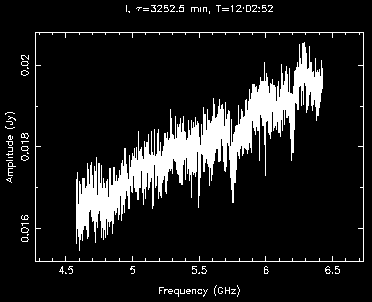 I, τ=3252.5 min, T=12:02:52
Amplitude (Jy)
0.02
0.018
0.016
4.5 5 5.5 6 6.5
Frequency (GHz)